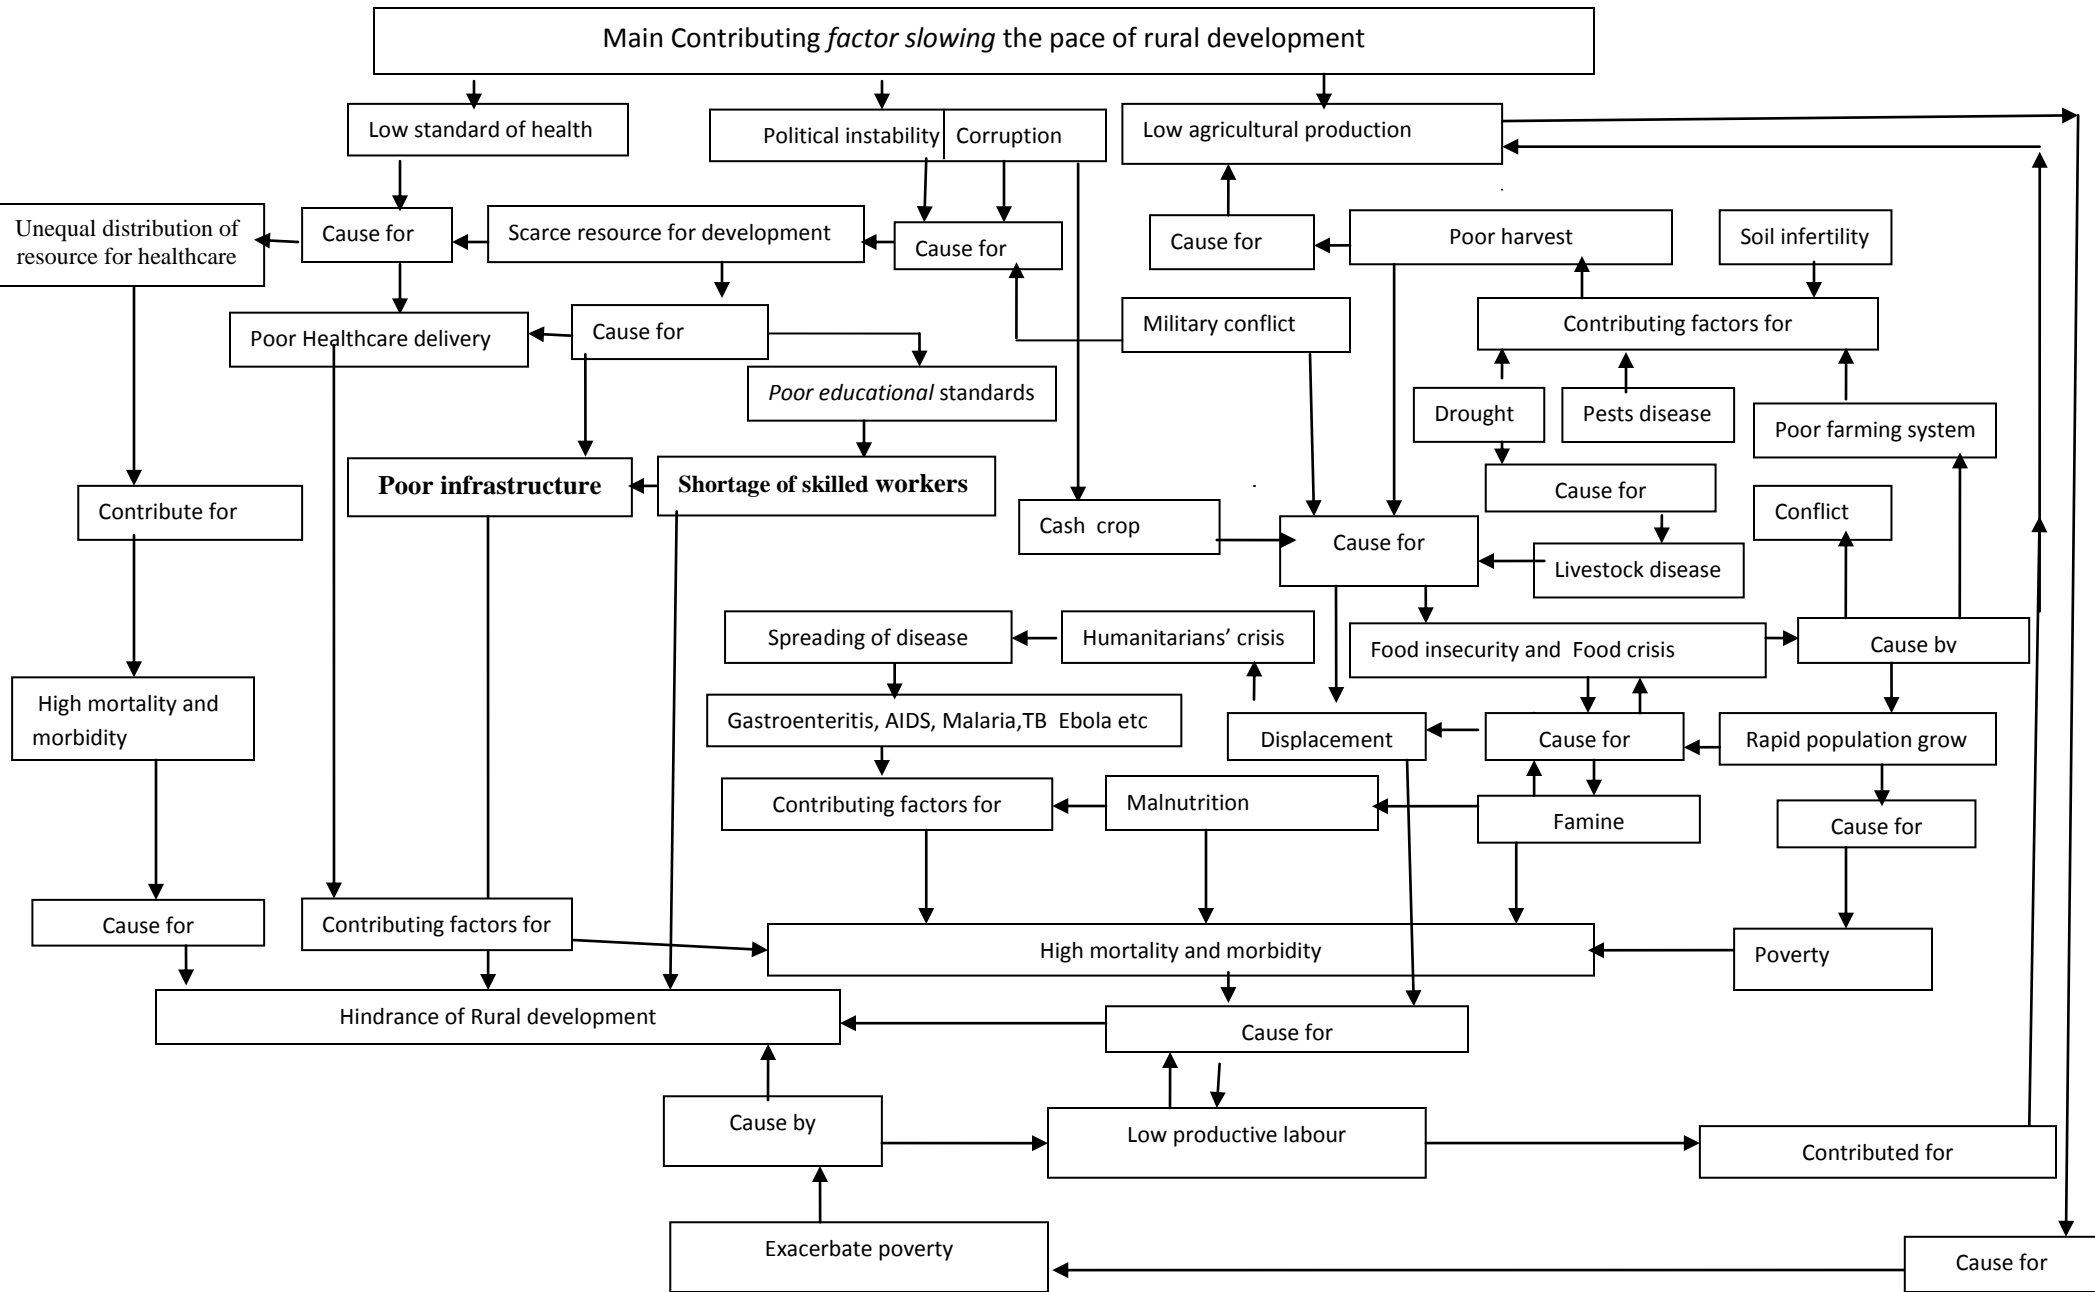 Main Contributing factor slowing the pace of rural development
Low standard of health
Political instability
Corruption
Low agricultural production
Unequal distribution of
resource for healthcare
Cause for
Scarce resource for development
Cause for
Cause for
Poor harvest
Soil infertility
Poor Healthcare delivery
Cause for
Military conflict
Contributing factors for
Poor educational standards
Drought
Pests disease
Poor farming system
Poor infrastructure
Shortage of skilled workers
Cause for
Contribute for
Cash crop
Cause for
Conflict
Livestock disease
Spreading of disease
Humanitarians’ crisis
Food insecurity and Food crisis
Cause by
High mortality and
morbidity
Gastroenteritis, AIDS, Malaria,TB Ebola etc
Displacement
Cause for
Rapid population grow
Contributing factors for
Malnutrition
Famine
Cause for
Cause for
Contributing factors for
High mortality and morbidity
Poverty
Hindrance of Rural development
Cause for
Cause by
Low productive labour
Contributed for
Exacerbate poverty
Cause for